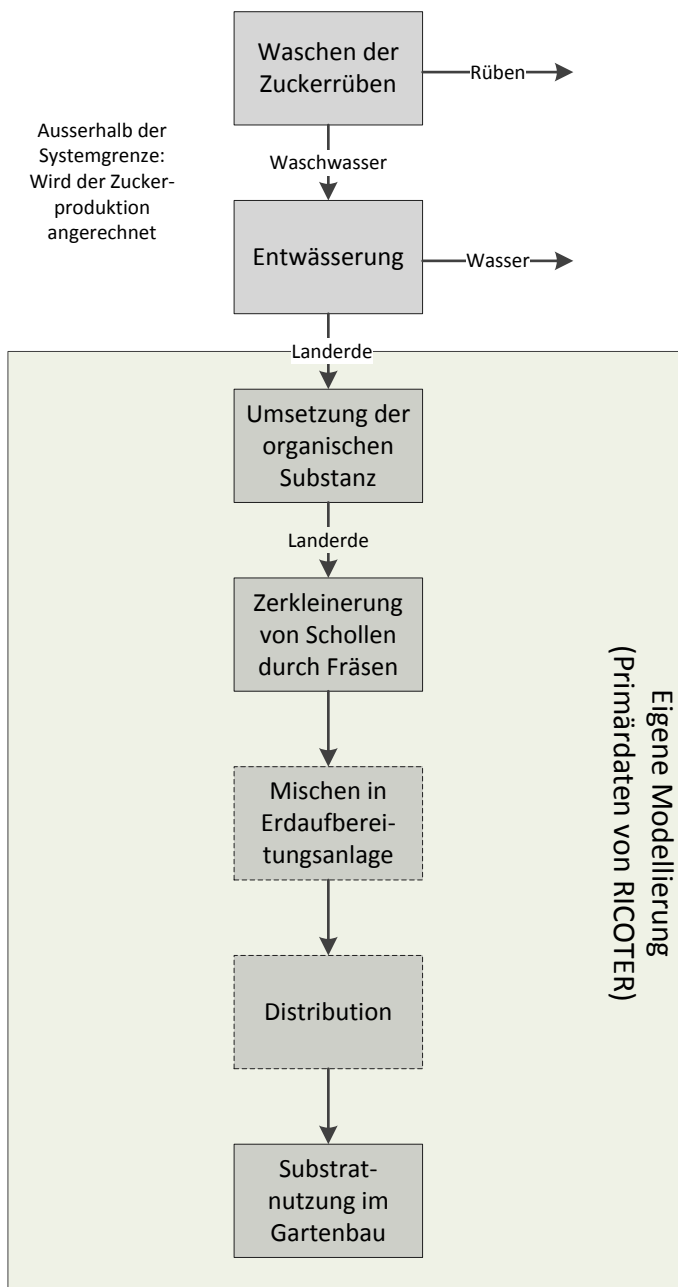 Waschen der
Zuckerrüben
Rüben
Ausserhalb der
Systemgrenze:
Wird der Zucker-
produktion
angerechnet
Waschwasser
Entwässerung
Wasser
Landerde
Umsetzung der
organischen
Substanz
Landerde
Zerkleinerung
von Schollen
durch Fräsen
Mischen in
Erdaufberei-
tungsanlage
Distribution
Substrat-
nutzung im
Gartenbau
Eigene Modellierung
(Primärdaten von RICOTER)